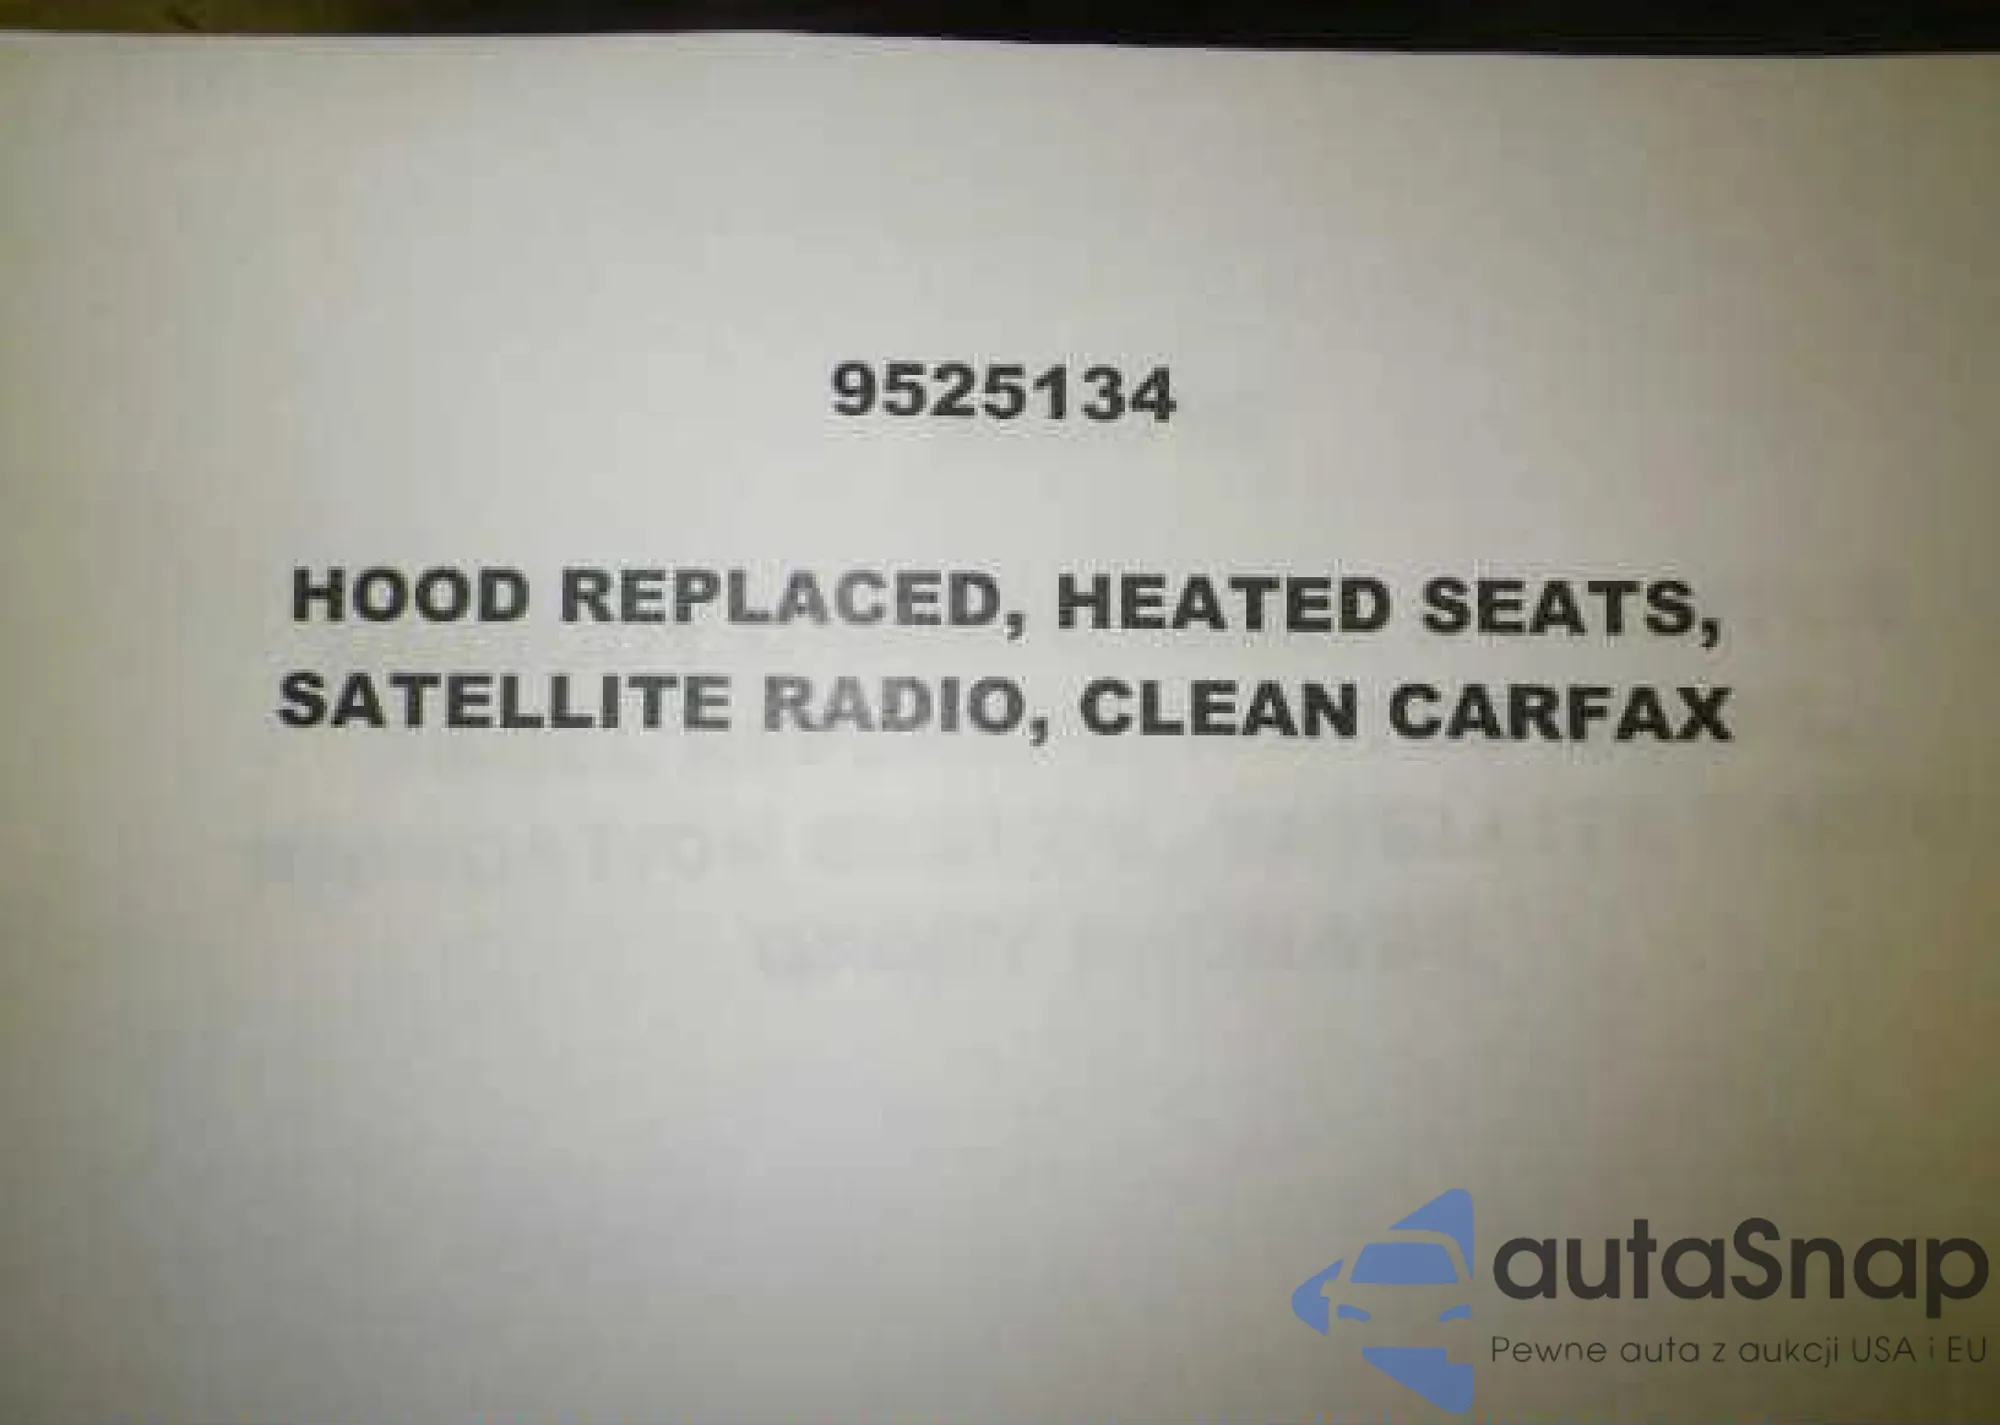 9525134
HOOD REPLACED, HEATED SEATS,
SATELLITE RADIO, CLEAN CARFAX
autaSnap
Pewne auta z aukcji USA i EU